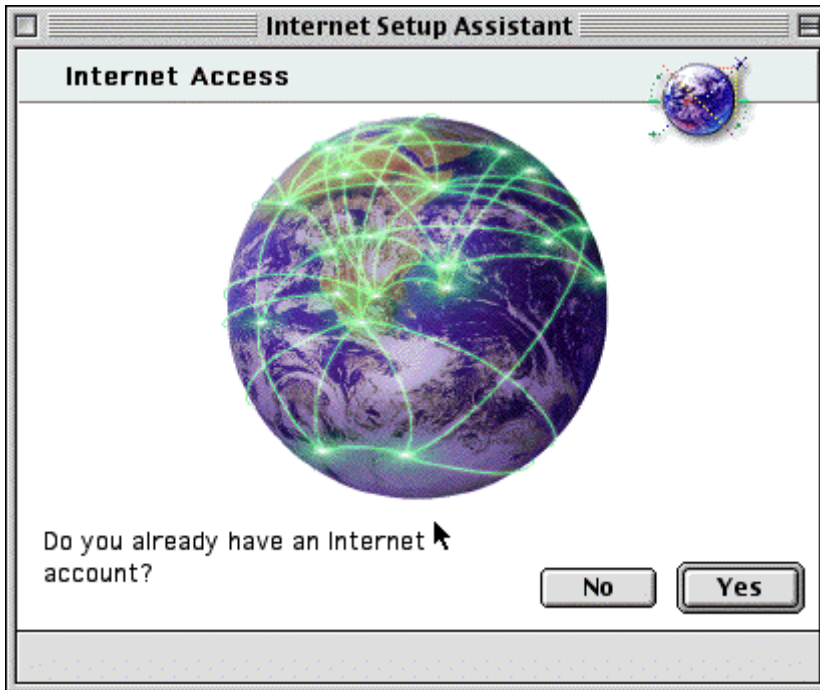 Internet Setup Assistant
Internet Access
Do you already have an Internet
account?
No
Yes